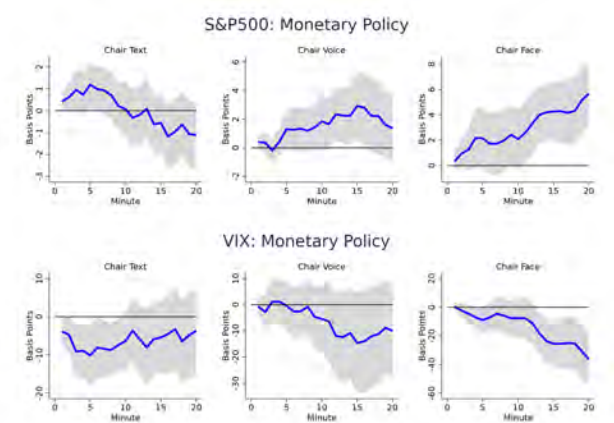 S&P500: Monetary Policy
Chair Text
Chair Voice
Chair Face
Basis Points
-3 -2 -1 0 1 2
0 5 10 15 20
Minute
Basis Points
-2 0 2 4 6
0 5 10 15 20
Minute
Basis Points
0 2 4 6 8
0 5 10 15 20
Minute
VIX: Monetary Policy
Chair Text
Chair Voice
Chair Face
Basis Points
-20 -10 0 10
0 5 10 15 20
Minute
Basis Points
-30 -20 -10 0 10
0 5 10 15 20
Minute
Basis Points
-60 -40 -20 0 20
0 5 10 15 20
Minute